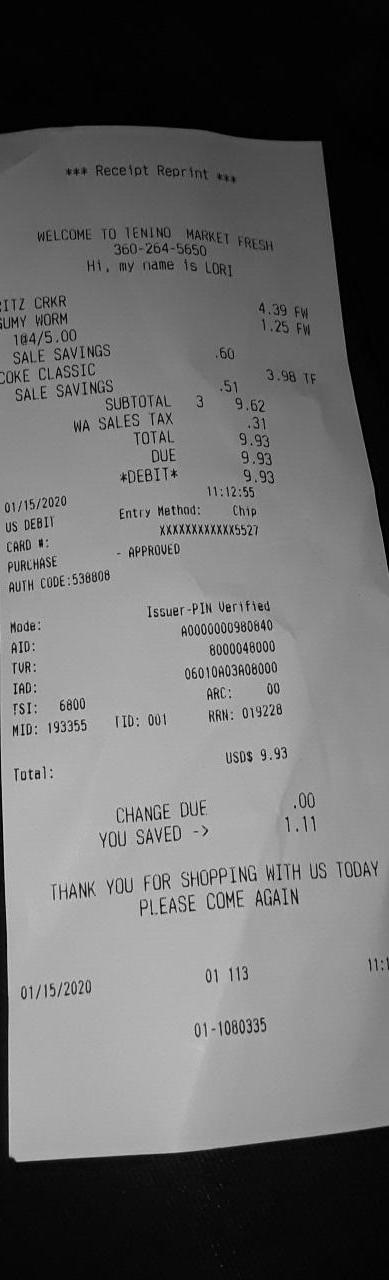 *** Receipt Reprint ***
WELCOME TO TENINO MARKET FRESH
360-264-5650
Hi, my name is LORI
ITZ CRKR 4.39 FW
GUMY WORM 1.25 FW
1@4/5.00
SALE SAVINGS .60
COKE CLASSIC 3.98 TF
SALE SAVINGS .51
SUBTOTAL 3 9.62
WA SALES TAX .31
TOTAL 9.93
DUE 9.93
*DEBIT* 9.93
01/15/2020 11:12:55
US DEBIT Entry Method: Chip
CARD #: XXXXXXXXXXXX5527
PURCHASE - APPROVED
AUTH CODE:538808
Mode: Issuer-PIN Verified
AID: A0000000980840
TVR: 8000048000
IAD: 06010A03A08000
TSI: 6800 ARC: 00
MID: 193355 TID: 001 RRN: 019228
Total: USD$ 9.93
CHANGE DUE .00
YOU SAVED -> 1.11
THANK YOU FOR SHOPPING WITH US TODAY
PLEASE COME AGAIN
01/15/2020 01 113 11:1
01-1080335